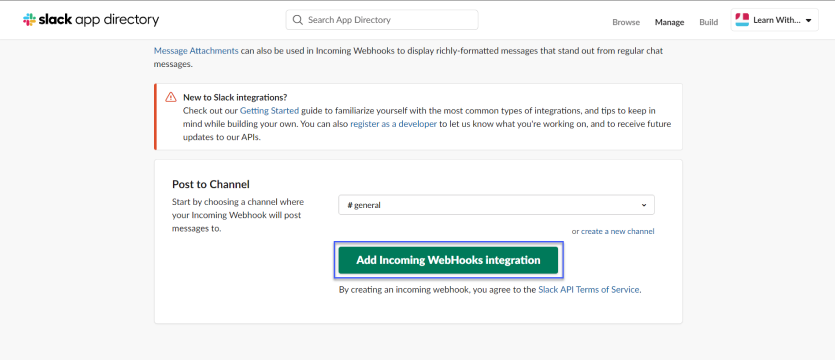 slack app directory
Search App Directory
Browse Manage Build Learn With...
Message Attachments can also be used in Incoming Webhooks to display richly-formatted messages that stand out from regular chat
messages.
New to Slack integrations?
Check out our Getting Started guide to familiarize yourself with the most common types of integrations, and tips to keep in
mind while building your own. You can also register as a developer to let us know what you're working on, and to receive future
updates to our APIs.
Post to Channel
Start by choosing a channel where
your Incoming Webhook will post
messages to.
# general
or create a new channel
Add Incoming WebHooks integration
By creating an incoming webhook, you agree to the Slack API Terms of Service.